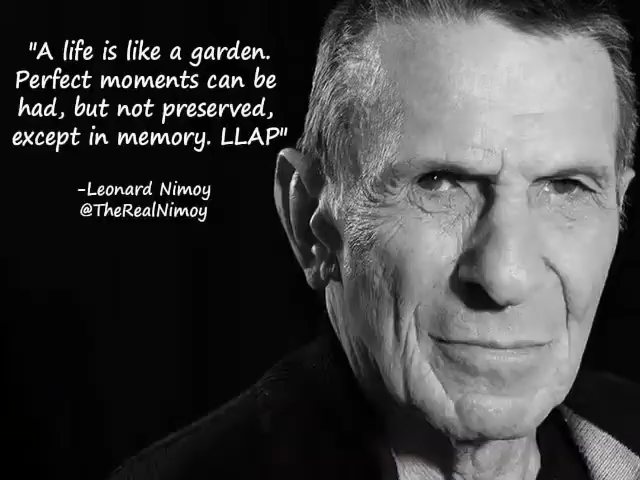 "A life is like a garden.
Perfect moments can be
had, but not preserved,
except in memory. LLAP"
-Leonard Nimoy
@TheRealNimoy